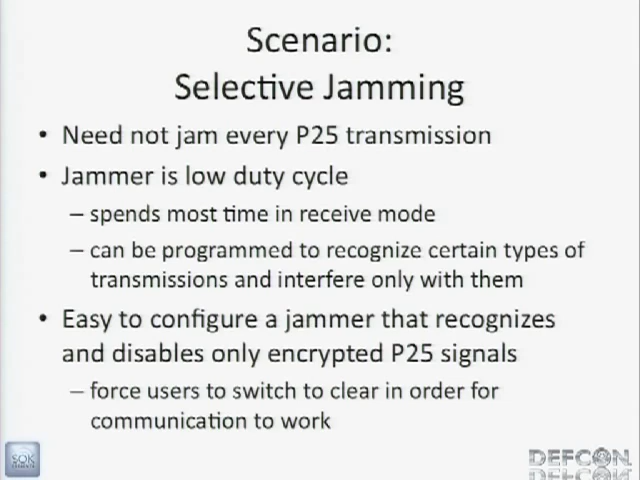 Scenario:
Selective Jamming
• Need not jam every P25 transmission
• Jammer is low duty cycle
– spends most time in receive mode
– can be programmed to recognize certain types of
transmissions and interfere only with them
• Easy to configure a jammer that recognizes
and disables only encrypted P25 signals
– force users to switch to clear in order for
communication to work
SOK
DEFCON